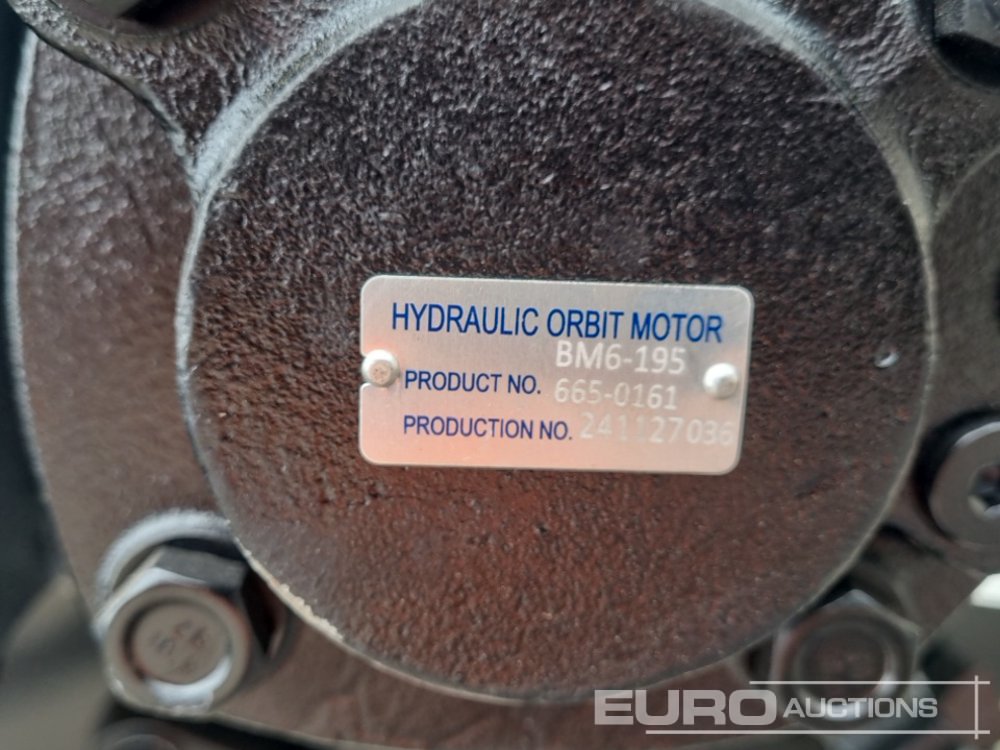 HYDRAULIC ORBIT MOTOR
BM6-195
PRODUCT NO. 665-0161
PRODUCTION NO. 241127036
EURO AUCTIONS